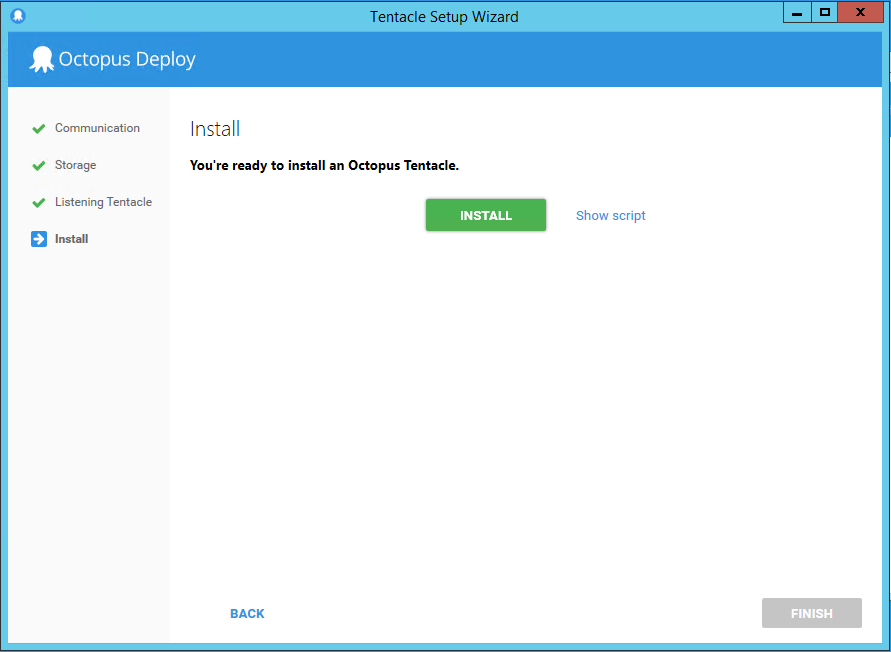 Tentacle Setup Wizard
Octopus Deploy
Communication
Storage
Listening Tentacle
Install
Install
You're ready to install an Octopus Tentacle.
INSTALL
Show script
BACK
FINISH